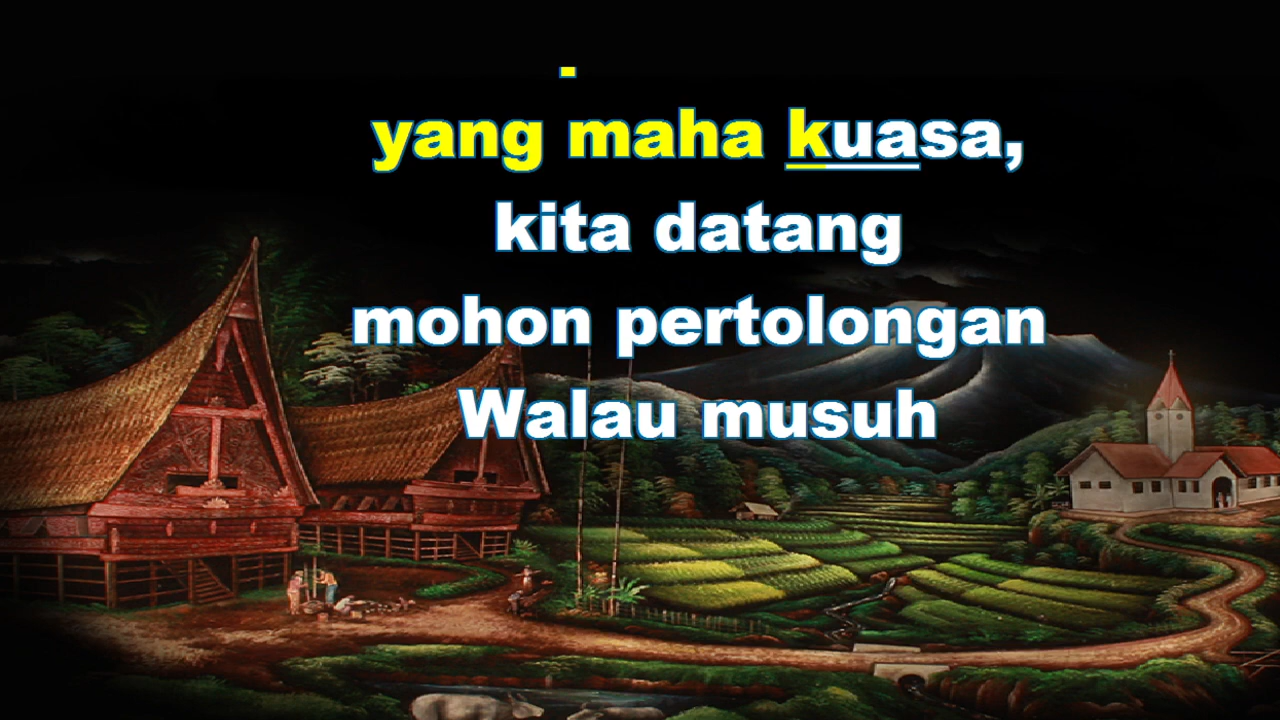 yang maha kuasa,
kita datang
mohon pertolongan
Walau musuh